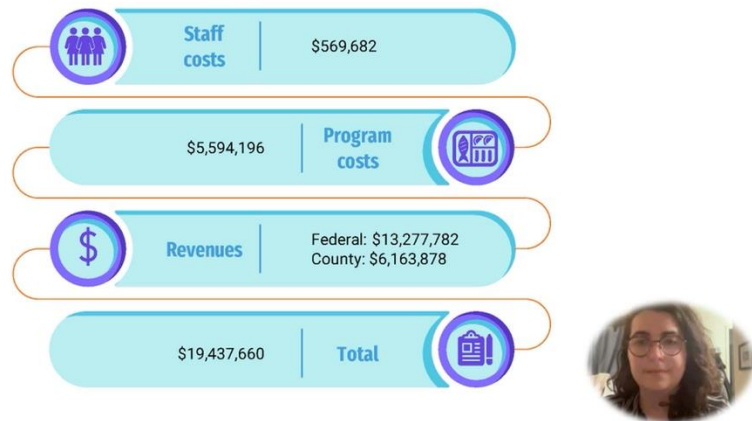 Staff
costs
$569,682
$5,594,196
Program
costs
Revenues
Federal: $13,277,782
County: $6,163,878
$19,437,660
Total